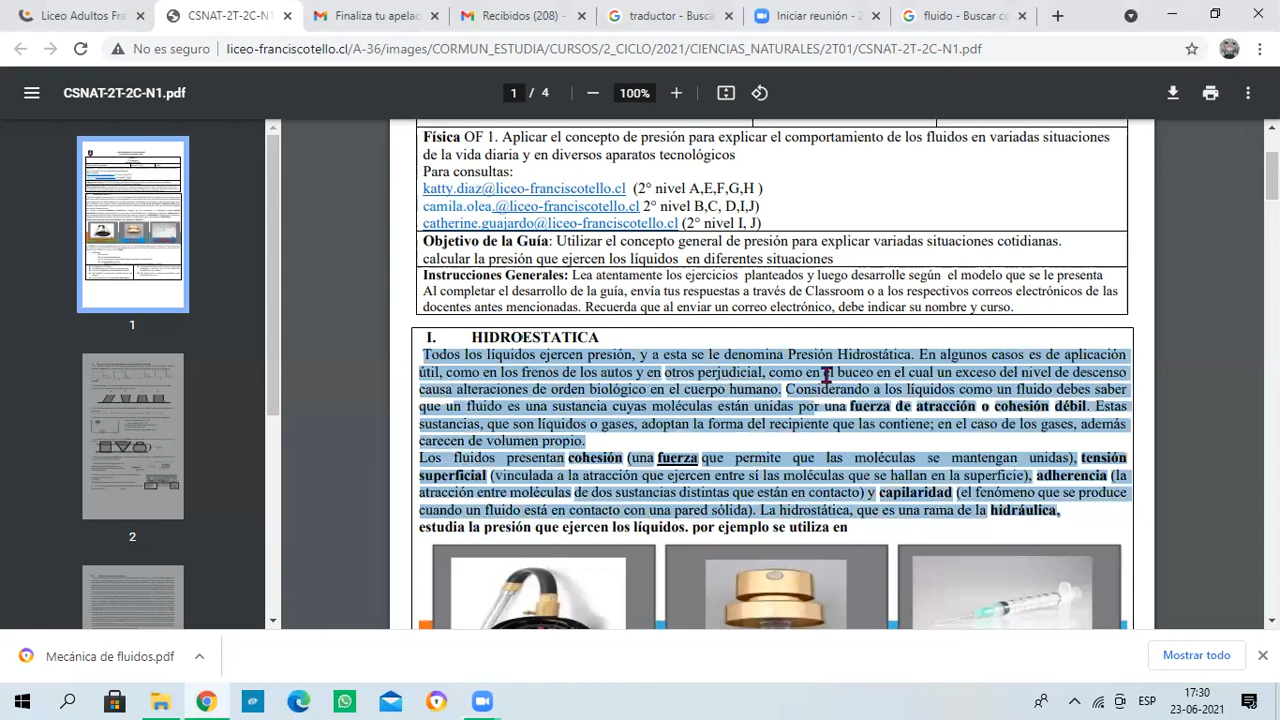 Liceo Adultos Fra
CSNAT-2T-2C-N1
Finaliza tu apelac
Recibidos (208) -
traductor - Busca
Iniciar reunión - Z
fluido - Buscar co
No es seguro
liceo-franciscotello.cl/A-36/images/CORMUN_ESTUDIA/CURSOS/2_CICLO/2021/CIENCIAS_NATURALES/2T01/CSNAT-2T-2C-N1.pdf
CSNAT-2T-2C-N1.pdf
1 / 4
100%
Física OF 1. Aplicar el concepto de presión para explicar el comportamiento de los fluidos en variadas situaciones
de la vida diaria y en diversos aparatos tecnológicos
Para consultas:
katty.diaz@liceo-franciscotello.cl (2° nivel A,E,F,G,H )
camila.olea.@liceo-franciscotello.cl 2° nivel B,C, D,I,J)
catherine.guajardo@liceo-franciscotello.cl (2° nivel I, J)
Objetivo de la Guía: Utilizar el concepto general de presión para explicar variadas situaciones cotidianas.
calcular la presión que ejercen los líquidos en diferentes situaciones
Instrucciones Generales: Lea atentamente los ejercicios planteados y luego desarrolle según el modelo que se le presenta
Al completar el desarrollo de la guía, envía tus respuestas a través de Classroom o a los respectivos correos electrónicos de las
docentes antes mencionadas. Recuerda que al enviar un correo electrónico, debe indicar su nombre y curso.
I. HIDROESTATICA
Todos los líquidos ejercen presión, y a esta se le denomina Presión Hidrostática. En algunos casos es de aplicación
útil, como en los frenos de los autos y en otros perjudicial, como en el buceo en el cual un exceso del nivel de descenso
causa alteraciones de orden biológico en el cuerpo humano. Considerando a los líquidos como un fluido debes saber
que un fluido es una sustancia cuyas moléculas están unidas por una fuerza de atracción o cohesión débil. Estas
sustancias, que son líquidos o gases, adoptan la forma del recipiente que las contiene; en el caso de los gases, además
carecen de volumen propio.
Los fluidos presentan cohesión (una fuerza que permite que las moléculas se mantengan unidas), tensión
superficial (vinculada a la atracción que ejercen entre sí las moléculas que se hallan en la superficie), adherencia (la
atracción entre moléculas de dos sustancias distintas que están en contacto) y capilaridad (el fenómeno que se produce
cuando un fluido está en contacto con una pared sólida). La hidrostática, que es una rama de la hidráulica,
estudia la presión que ejercen los líquidos. por ejemplo se utiliza en
1
2
Mecánica de fluidos.pdf
Mostrar todo
ESP
17:30
23-06-2021